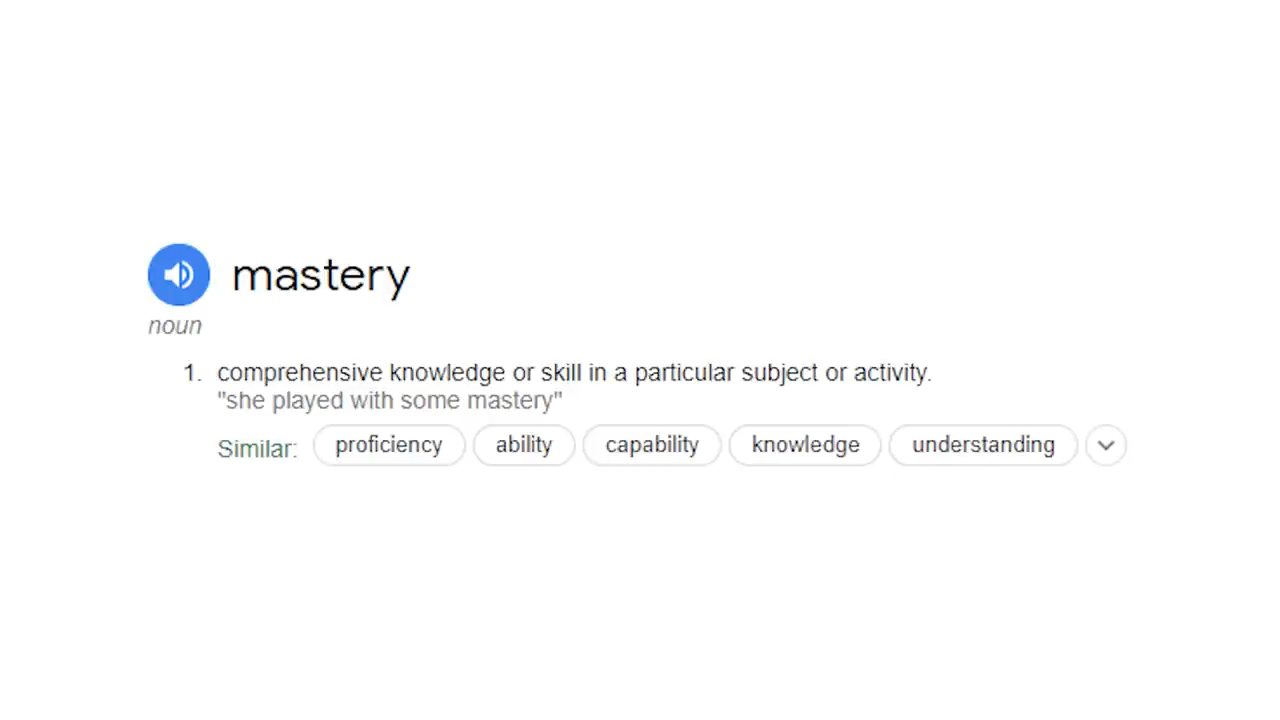 mastery
noun
1. comprehensive knowledge or skill in a particular subject or activity.
"she played with some mastery"
Similar: proficiency ability capability knowledge understanding